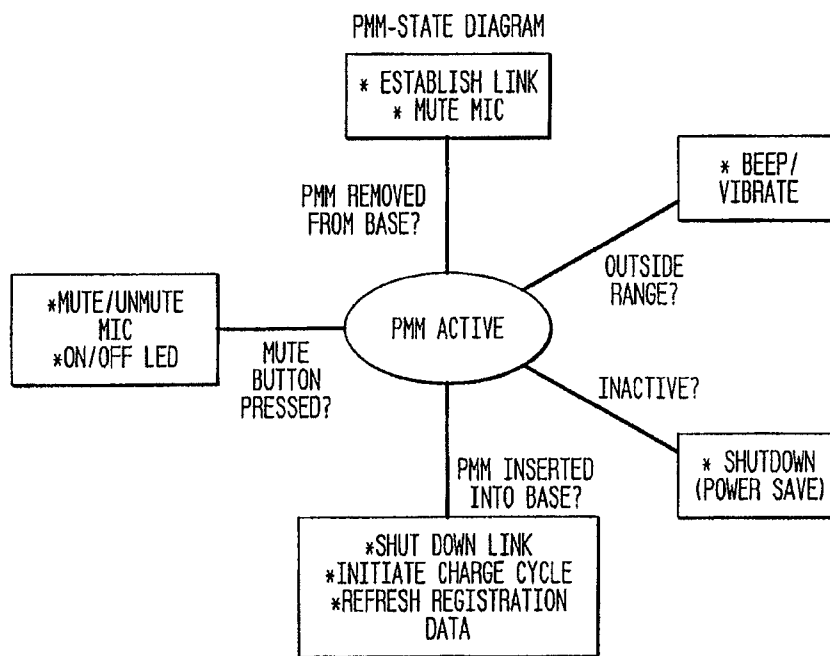 PMM-STATE DIAGRAM
* ESTABLISH LINK
* MUTE MIC
PMM REMOVED
FROM BASE?
* BEEP/
VIBRATE
OUTSIDE
RANGE?
*MUTE/UNMUTE
MIC
*ON/OFF LED
MUTE
BUTTON
PRESSED?
PMM ACTIVE
INACTIVE?
* SHUTDOWN
(POWER SAVE)
PMM INSERTED
INTO BASE?
*SHUT DOWN LINK
*INITIATE CHARGE CYCLE
*REFRESH REGISTRATION
DATA